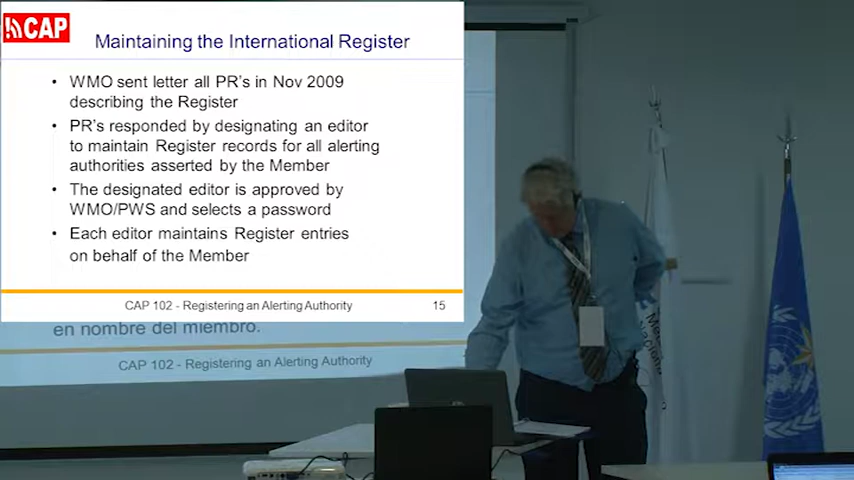 CAP
Maintaining the International Register
• WMO sent letter all PR's in Nov 2009
describing the Register
• PR's responded by designating an editor
to maintain Register records for all alerting
authorities asserted by the Member
• The designated editor is approved by
WMO/PWS and selects a password
• Each editor maintains Register entries
on behalf of the Member
CAP 102 - Registering an Alerting Authority 15
en nombre del miembro.
CAP 102 - Registering an Alerting Authority